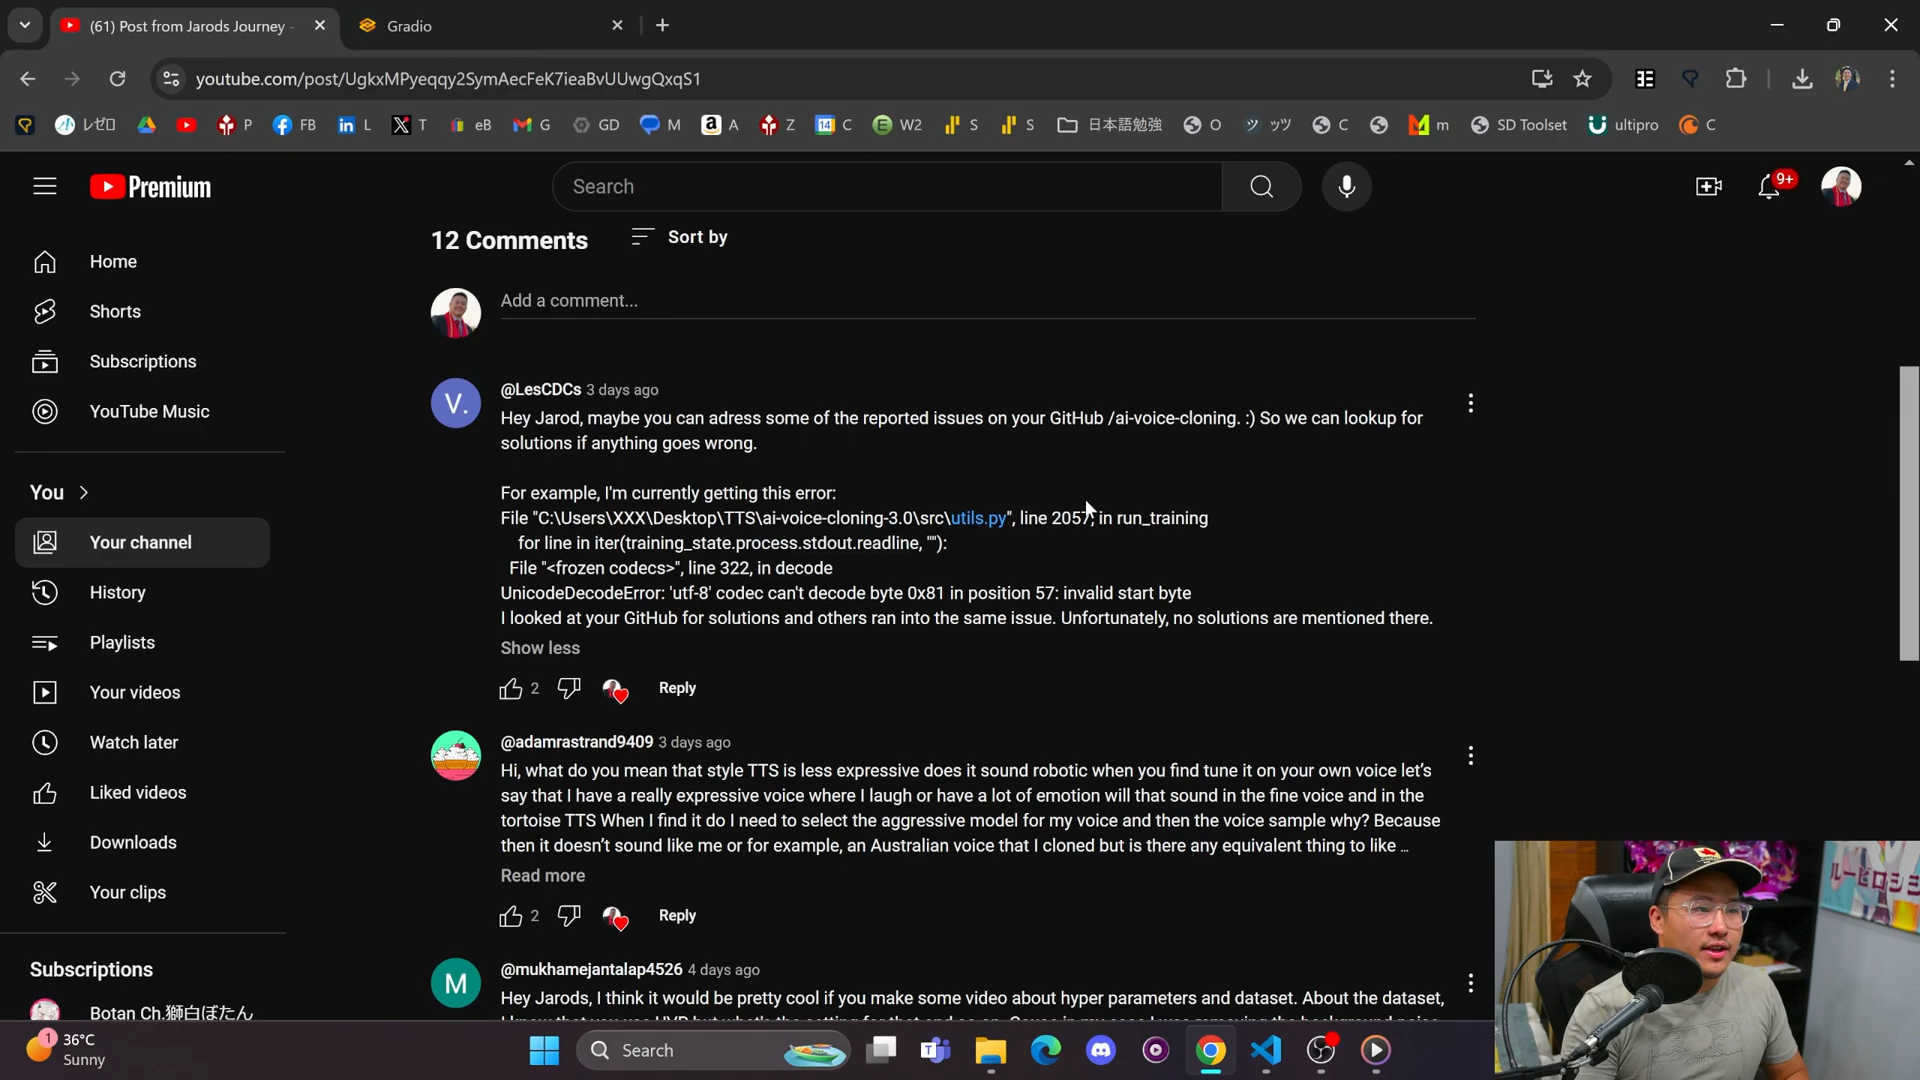 (61) Post from Jarods Journey -
Gradio
youtube.com/post/UgkxMPyeqqy2SymAecFeK7ieaBvUUwgQxqS1
レゼロ
P
FB
L
T
eB
G
GD
M
A
Z
14 C
W2
S
S
日本語勉強
O
ツ ッツ
C
m
SD Toolset
ultipro
C
Premium
Search
9+
12 Comments
Sort by
Add a comment...
Home
Shorts
Subscriptions
YouTube Music
You
Your channel
History
Playlists
Your videos
Watch later
Liked videos
Downloads
Your clips
Subscriptions
Botan Ch.獅白ぼたん
V.
@LesCDCs 3 days ago
Hey Jarod, maybe you can adress some of the reported issues on your GitHub /ai-voice-cloning. :) So we can lookup for
solutions if anything goes wrong.
For example, I'm currently getting this error:
File "C:\Users\XXX\Desktop\TTS\ai-voice-cloning-3.0\src\utils.py", line 2057, in run_training
for line in iter(training_state.process.stdout.readline, ""):
File "<frozen codecs>", line 322, in decode
UnicodeDecodeError: 'utf-8' codec can't decode byte 0x81 in position 57: invalid start byte
I looked at your GitHub for solutions and others ran into the same issue. Unfortunately, no solutions are mentioned there.
Show less
2
Reply
@adamrastrand9409 3 days ago
Hi, what do you mean that style TTS is less expressive does it sound robotic when you find tune it on your own voice let's
say that I have a really expressive voice where I laugh or have a lot of emotion will that sound in the fine voice and in the
tortoise TTS When I find it do I need to select the aggressive model for my voice and then the voice sample why? Because
then it doesn't sound like me or for example, an Australian voice that I cloned but is there any equivalent thing to like ...
Read more
2
Reply
M
@mukhamejantalap4526 4 days ago
Hey Jarods, I think it would be pretty cool if you make some video about hyper parameters and dataset. About the dataset,
1
36°C
Sunny
Search